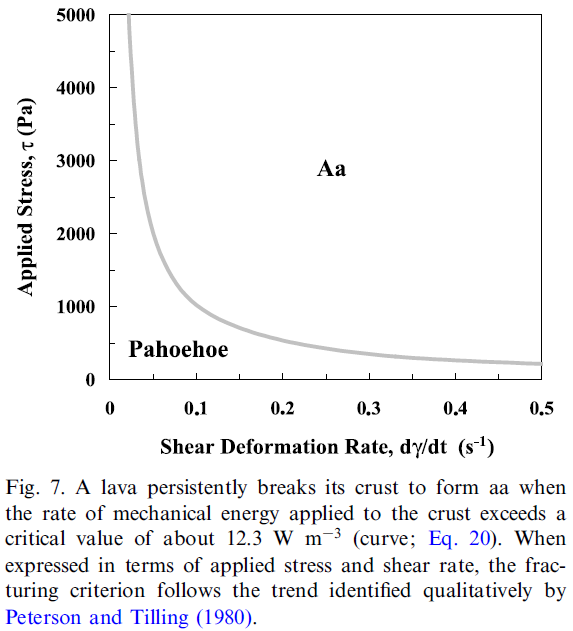 5000
4000
3000
2000
1000
0
Applied Stress, τ (Pa)
Aa
Pahoehoe
0 0.1 0.2 0.3 0.4 0.5
Shear Deformation Rate, dγ/dt (s⁻¹)
Fig. 7. A lava persistently breaks its crust to form aa when
the rate of mechanical energy applied to the crust exceeds a
critical value of about 12.3 W m⁻³ (curve; Eq. 20). When
expressed in terms of applied stress and shear rate, the frac-
turing criterion follows the trend identified qualitatively by
Peterson and Tilling (1980).